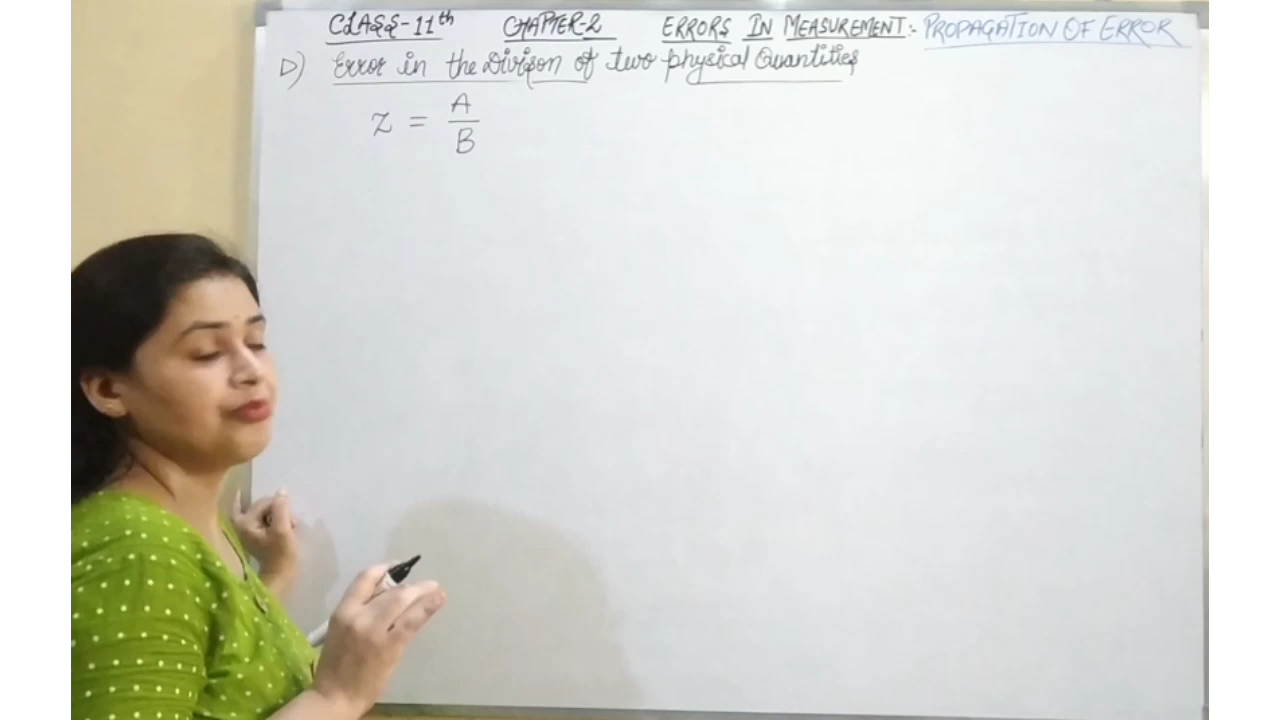 CLASS-11th CHAPTER-2 ERRORS IN MEASUREMENT:- PROPAGATION OF ERROR
D) Error in the Division of two physical Quantities
Z = A/B